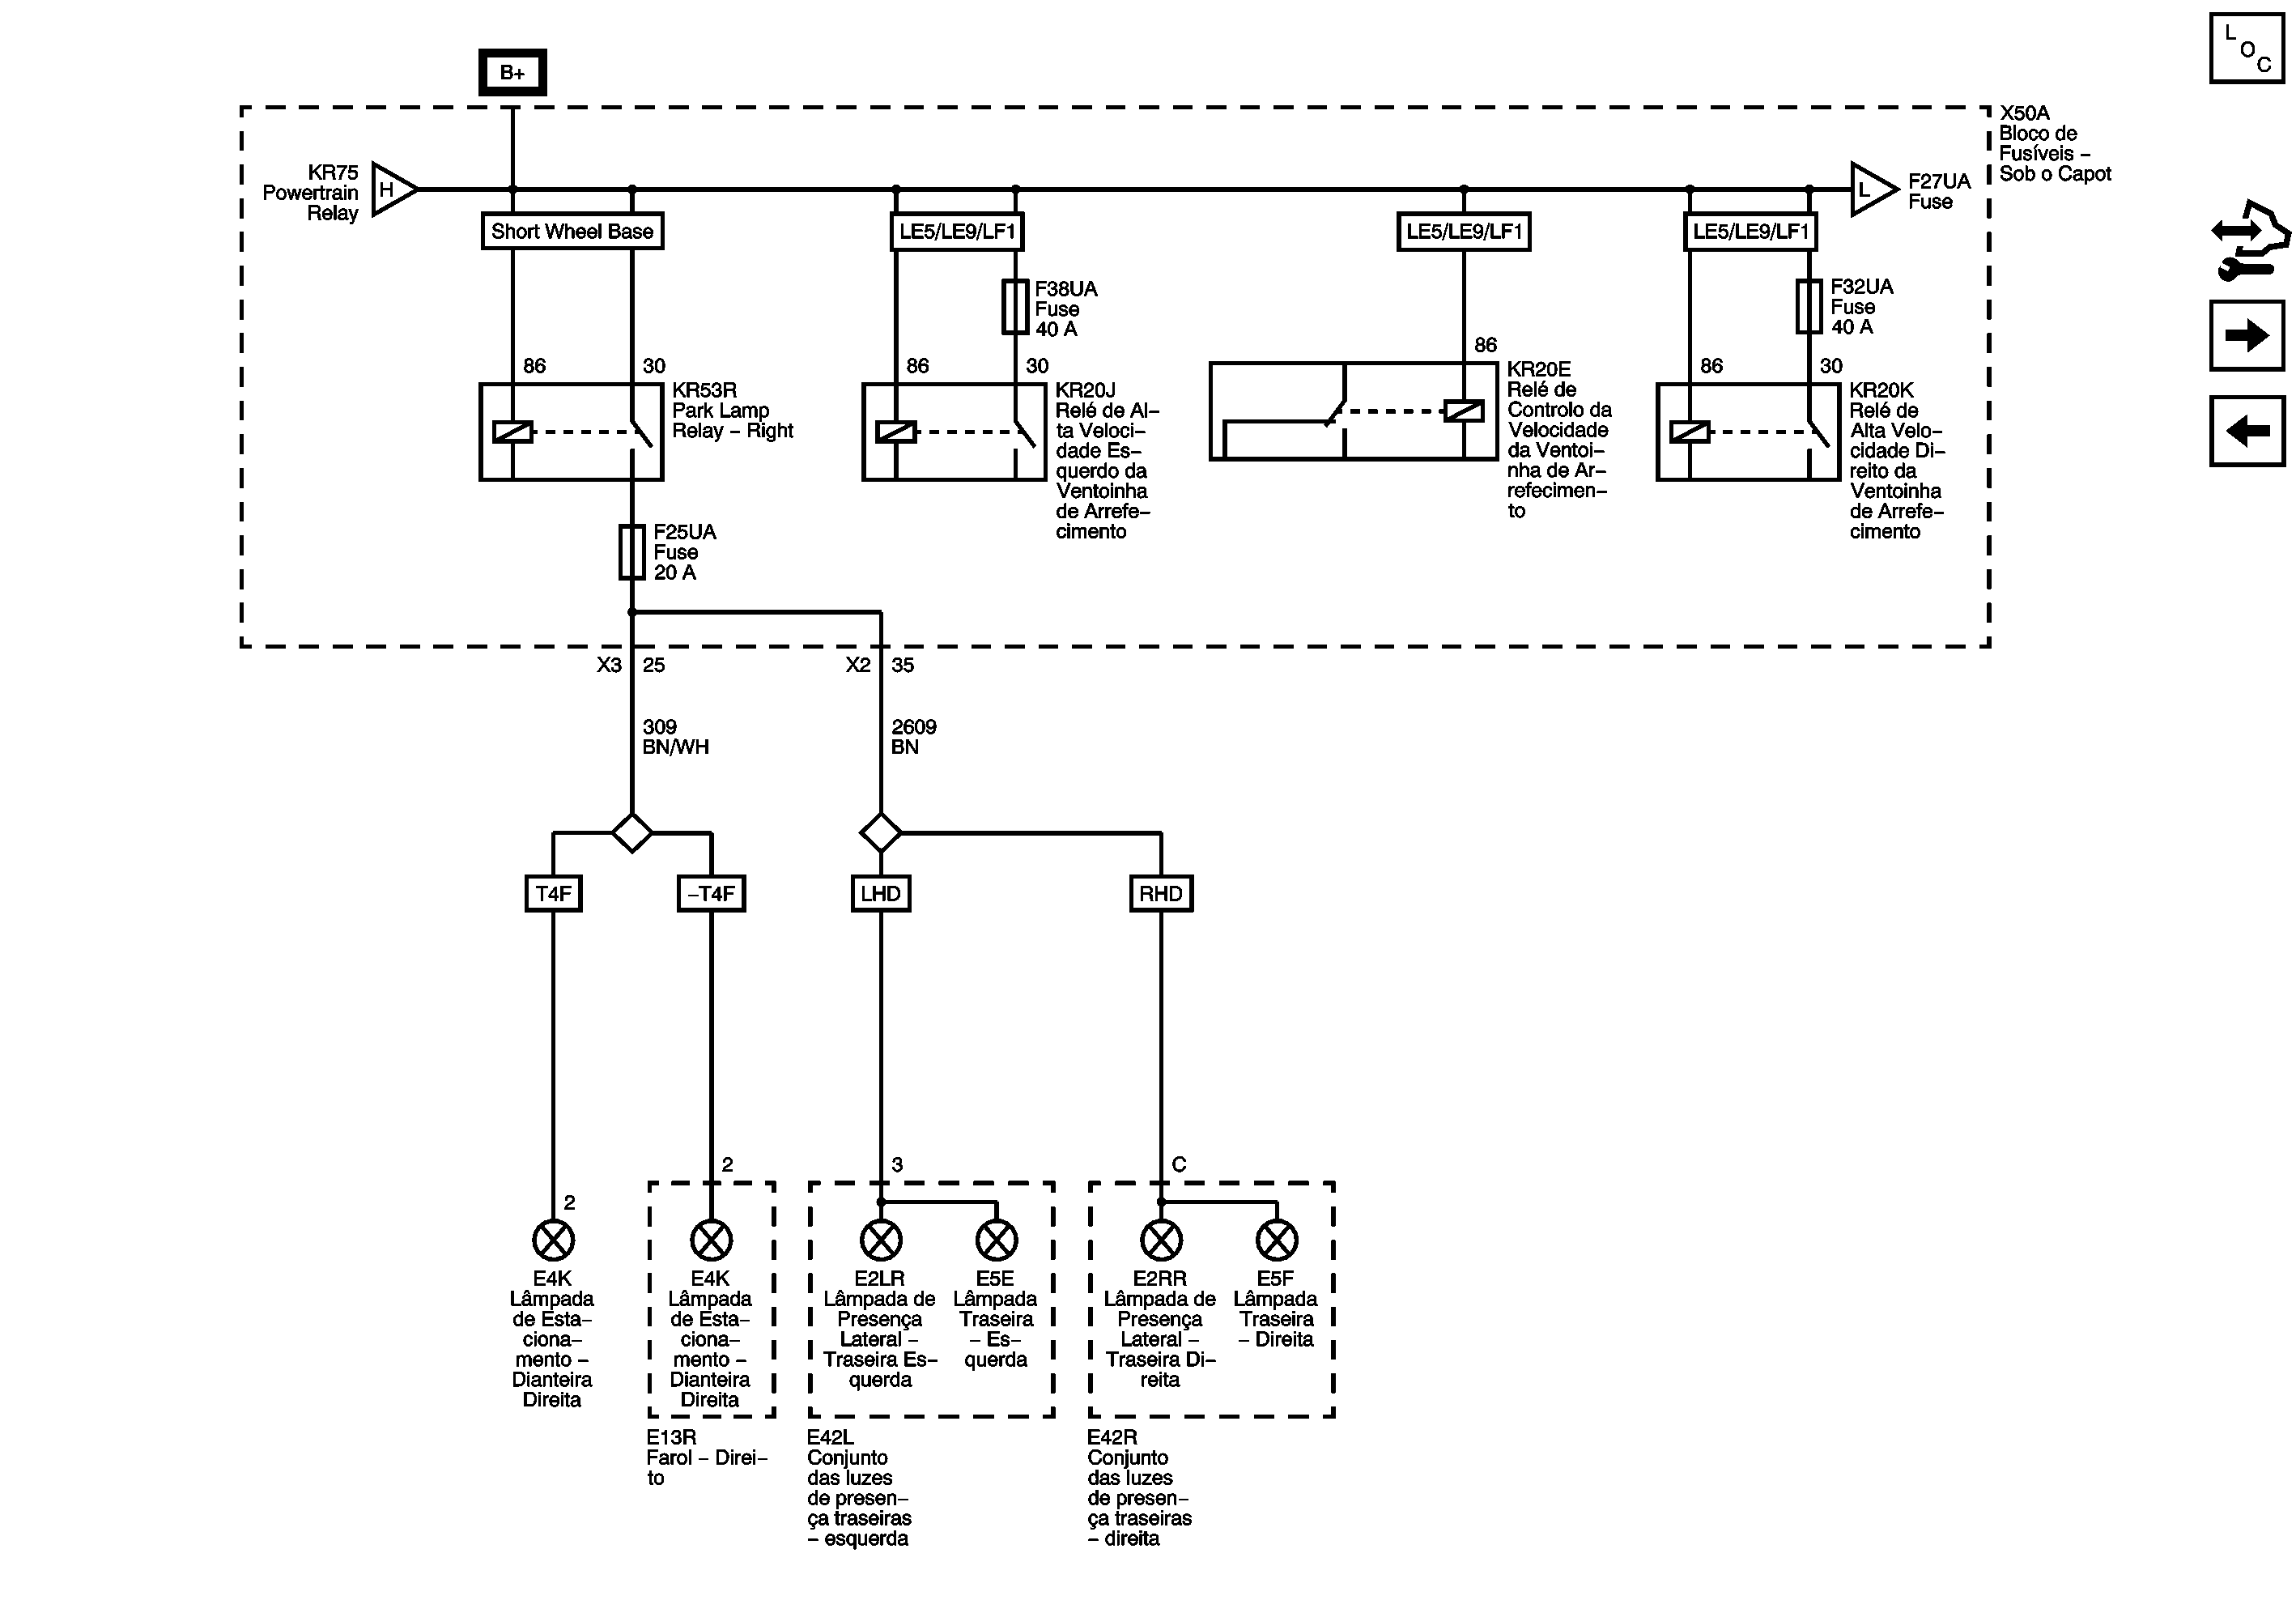 B+
L
O
C
X50A
Bloco de
Fusíveis –
Sob o Capot
KR75
Powertrain
Relay
H
L
F27UA
Fuse
Short Wheel Base
LE5/LE9/LF1
LE5/LE9/LF1
LE5/LE9/LF1
F38UA
Fuse
40 A
F32UA
Fuse
40 A
86
30
86
30
86
86
30
KR53R
Park Lamp
Relay – Right
KR20J
Relé de Al–
ta Veloci–
dade Es–
querdo da
Ventoinha
de Arrefe–
cimento
KR20E
Relé de
Controlo da
Velocidade
da Ventoi–
nha de Ar–
refecimen–
to
KR20K
Relé de
Alta Velo–
cidade Di–
reito da
Ventoinha
de Arrefe–
cimento
F25UA
Fuse
20 A
X3 25
X2 35
309
BN/WH
2609
BN
T4F
–T4F
LHD
RHD
2
2
3
C
E4K
Lâmpada
de Esta–
ciona–
mento –
Dianteira
Direita
E4K
Lâmpada
de Esta–
ciona–
mento –
Dianteira
Direita
E2LR
Lâmpada de
Presença
Lateral –
Traseira Es–
querda
E5E
Lâmpada
Traseira
– Es–
querda
E2RR
Lâmpada de
Presença
Lateral –
Traseira Di–
reita
E5F
Lâmpada
Traseira
– Direita
E13R
Farol – Direi–
to
E42L
Conjunto
das luzes
de presen–
ça traseiras
– esquerda
E42R
Conjunto
das luzes
de presen–
ça traseiras
– direita